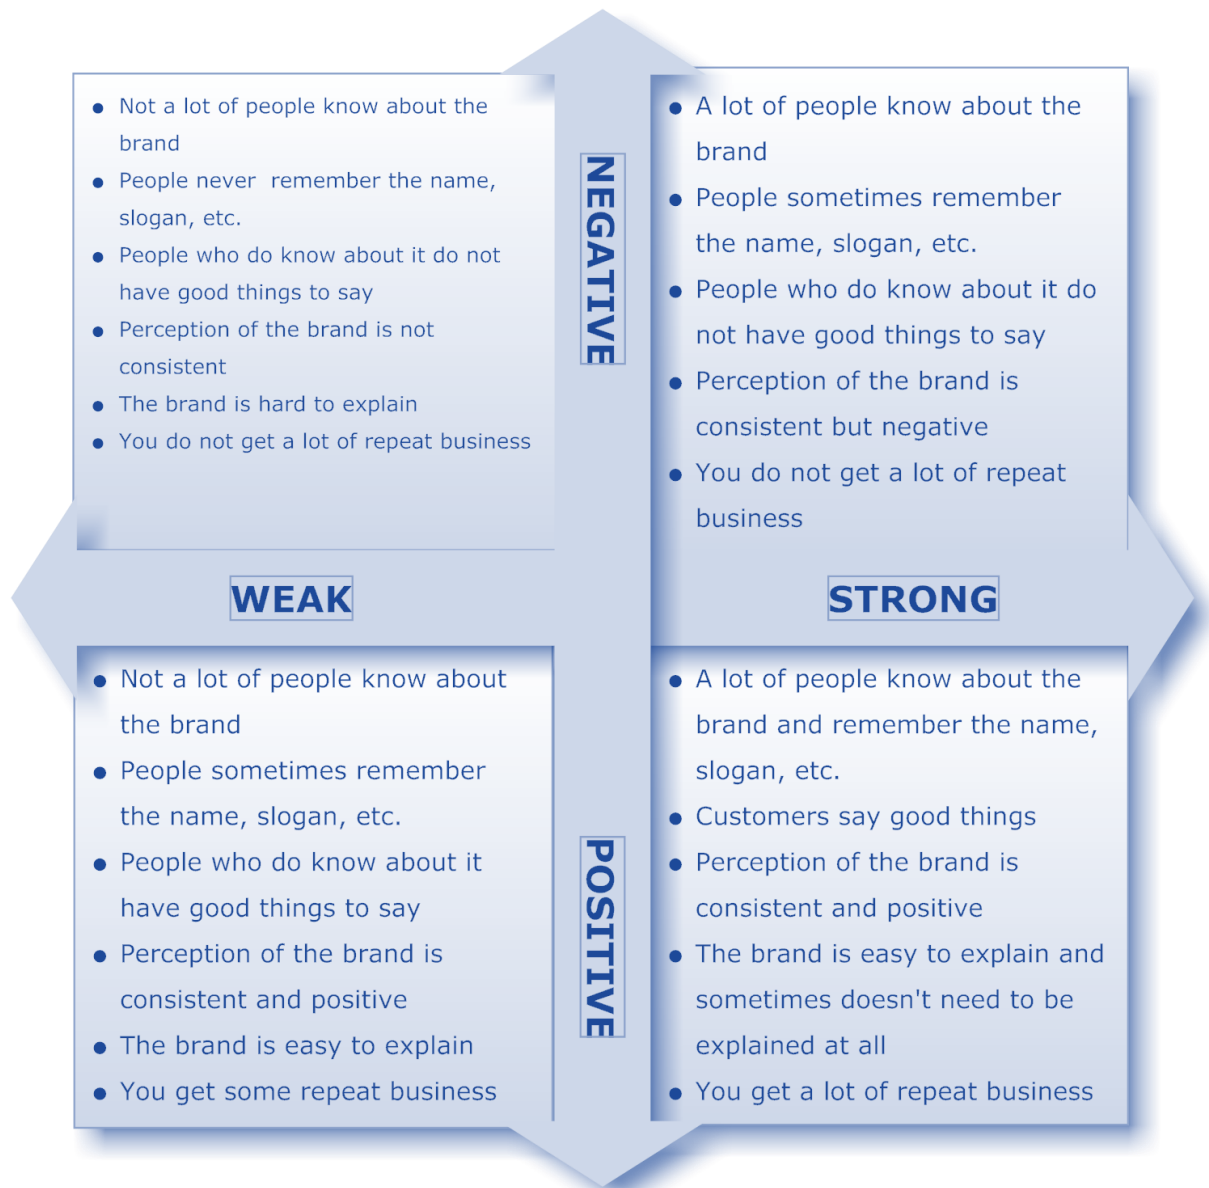 ● Not a lot of people know about the
brand
● People never  remember the name,
slogan, etc.
● People who do know about it do not
have good things to say
● Perception of the brand is not
consistent
● The brand is hard to explain
● You do not get a lot of repeat business
NEGATIVE
● A lot of people know about the
brand
● People sometimes remember
the name, slogan, etc.
● People who do know about it do
not have good things to say
● Perception of the brand is
consistent but negative
● You do not get a lot of repeat
business
WEAK
STRONG
● Not a lot of people know about
the brand
● People sometimes remember
the name, slogan, etc.
● People who do know about it
have good things to say
● Perception of the brand is
consistent and positive
● The brand is easy to explain
● You get some repeat business
POSITIVE
● A lot of people know about the
brand and remember the name,
slogan, etc.
● Customers say good things
● Perception of the brand is
consistent and positive
● The brand is easy to explain and
sometimes doesn't need to be
explained at all
● You get a lot of repeat business